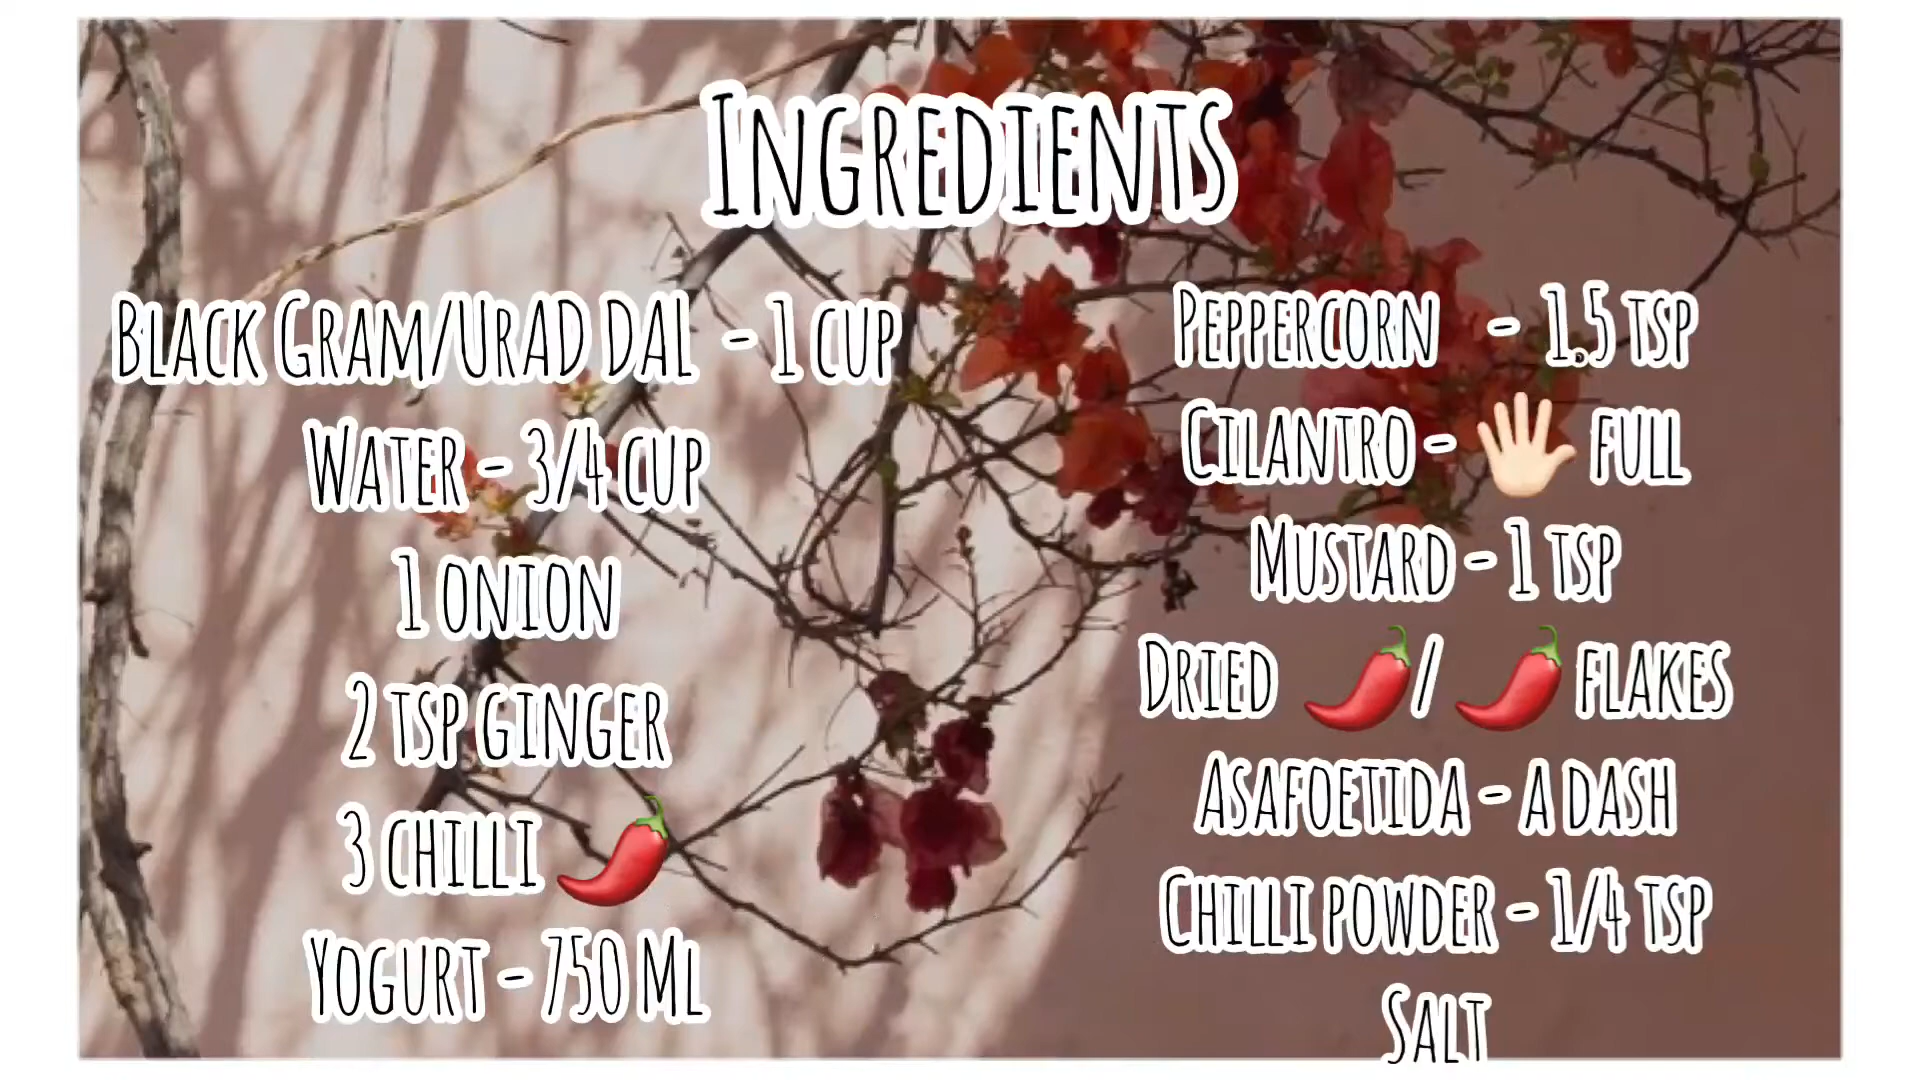 Ingredients
Black Gram/Urad DAL - 1 cup
Water - 3/4 cup
1 onion
2 tsp ginger
3 chilli 🌶️
Yogurt - 750 Ml
Peppercorn - 1.5 tsp
Cilantro - 🖐🏻 full
Mustard - 1 tsp
Dried 🌶️/ 🌶️ flakes
Asafoetida - a dash
Chilli powder - 1/4 tsp
Salt